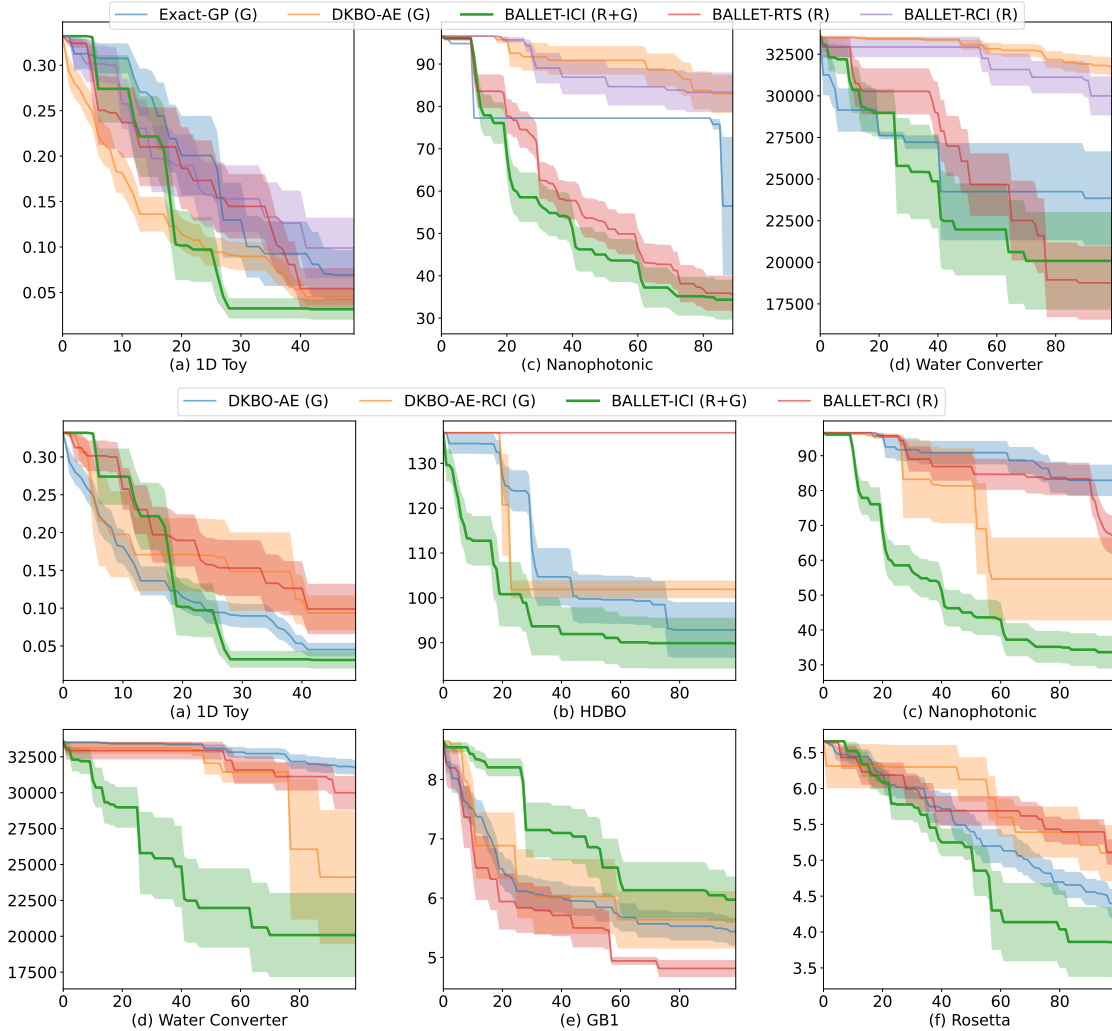 Exact-GP (G) DKBO-AE (G) BALLET-ICI (R+G) BALLET-RTS (R) BALLET-RCI (R)
0.30
0.25
0.20
0.15
0.10
0.05
0 10 20 30 40
(a) 1D Toy
90
80
70
60
50
40
30
0 20 40 60 80
(c) Nanophotonic
32500
30000
27500
25000
22500
20000
17500
0 20 40 60 80
(d) Water Converter
DKBO-AE (G) DKBO-AE-RCI (G) BALLET-ICI (R+G) BALLET-RCI (R)
0.30
0.25
0.20
0.15
0.10
0.05
0 10 20 30 40
(a) 1D Toy
130
120
110
100
90
0 20 40 60 80
(b) HDBO
90
80
70
60
50
40
30
0 20 40 60 80
(c) Nanophotonic
32500
30000
27500
25000
22500
20000
17500
0 20 40 60 80
(d) Water Converter
8
7
6
5
0 20 40 60 80
(e) GB1
6.5
6.0
5.5
5.0
4.5
4.0
3.5
0 20 40 60 80
(f) Rosetta